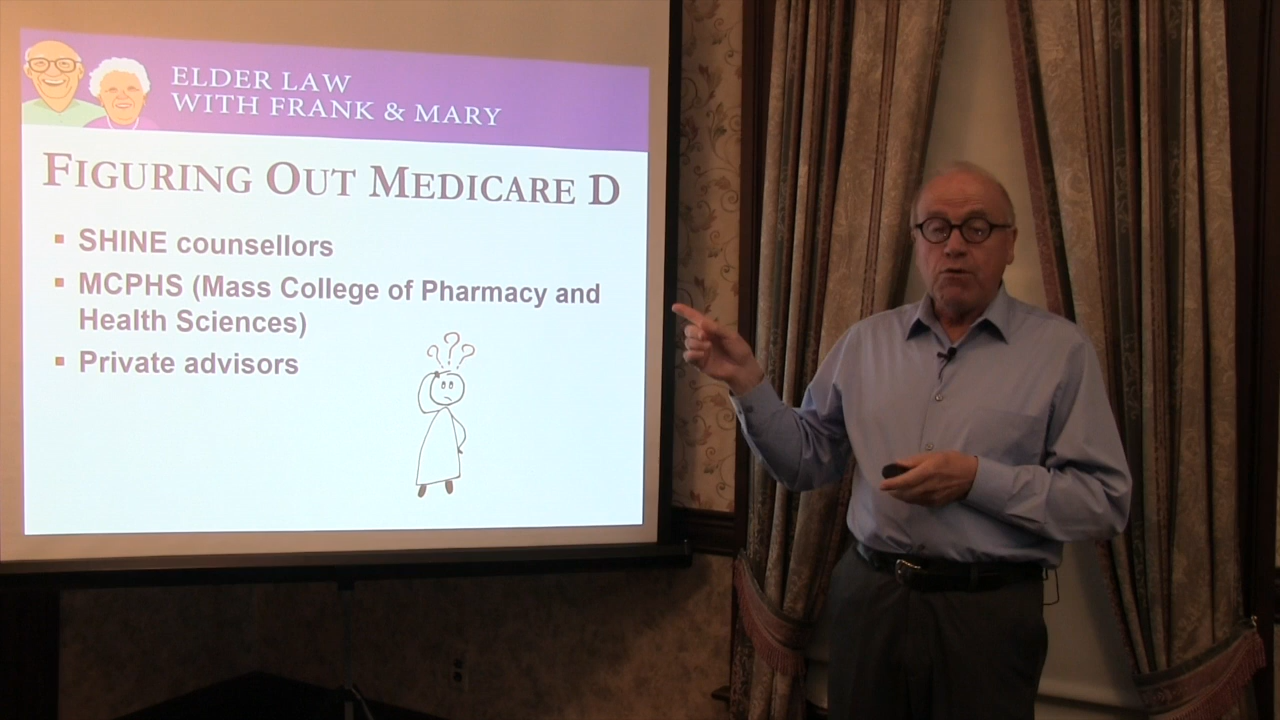 ELDER LAW
WITH FRANK & MARY
FIGURING OUT MEDICARE D
▪ SHINE counsellors
▪ MCPHS (Mass College of Pharmacy and
Health Sciences)
▪ Private advisors
? ? ?